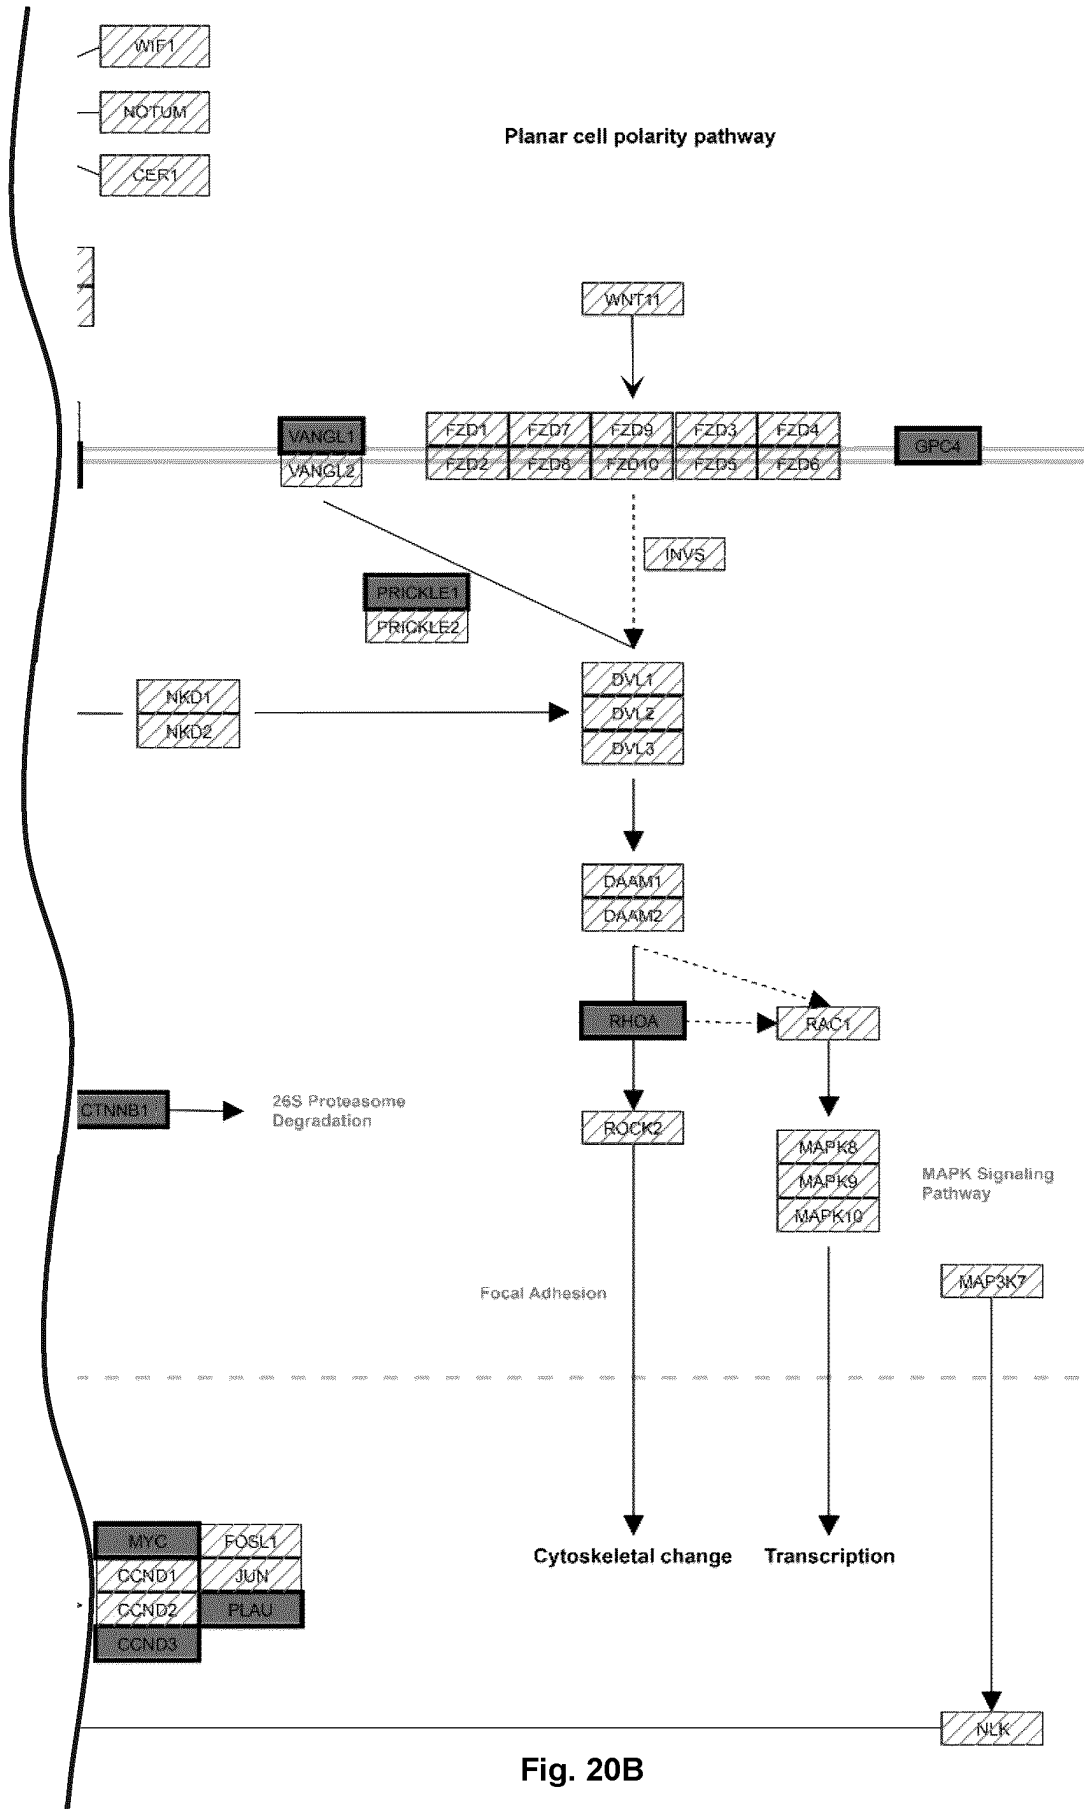 WIF1
NOTUM
Planar cell polarity pathway
CER1
WNT11
VANGL1
VANGL2
FZD1 FZD7 FZD9 FZD3 FZD4
FZD2 FZD8 FZD10 FZD5 FZD6
GPC4
INVS
PRICKLE1
PRICKLE2
DVL1
DVL2
DVL3
NKD1
NKD2
DAAM1
DAAM2
RHOA
RAC1
CTNNB1
26S Proteasome
Degradation
ROCK2
MAPK8
MAPK9
MAPK10
MAPK Signaling
Pathway
MAP3K7
Focal Adhesion
MYC FOSL1
CCND1 JUN
CCND2 PLAU
CCND3
Cytoskeletal change
Transcription
NLK
Fig. 20B